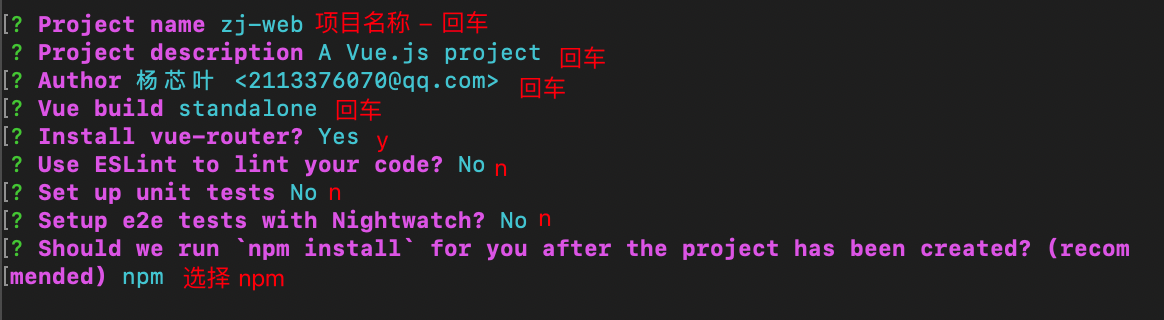 [? Project name zj-web 项目名称 - 回车
? Project description A Vue.js project 回车
[? Author 杨芯叶 <2113376070@qq.com> 回车
[? Vue build standalone 回车
[? Install vue-router? Yes y
? Use ESLint to lint your code? No n
[? Set up unit tests No n
[? Setup e2e tests with Nightwatch? No n
[? Should we run `npm install` for you after the project has been created? (recom
[mended) npm 选择 npm